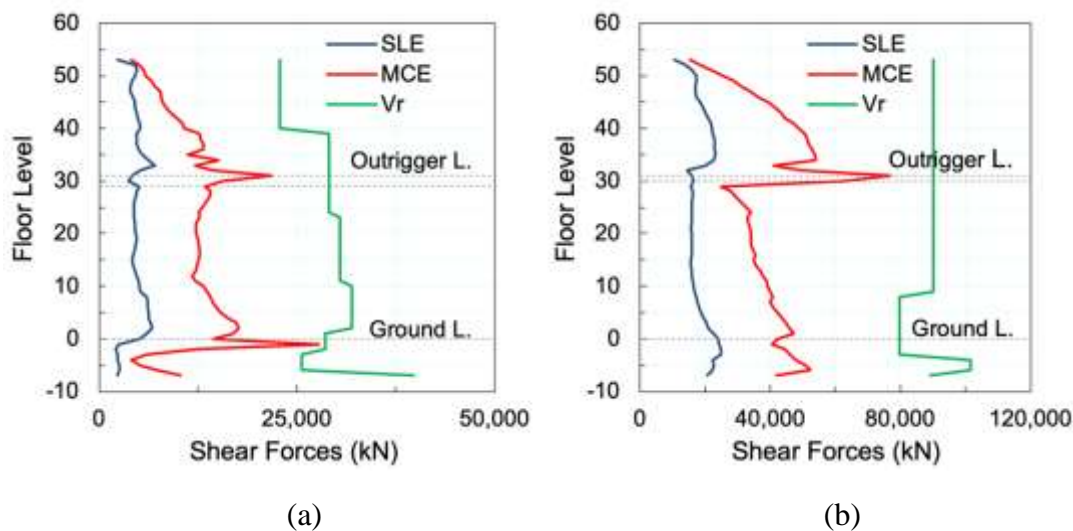 60
50
40
30
20
10
0
-10
Floor Level
SLE
MCE
Vr
Outrigger L.
Ground L.
0
25,000
50,000
Shear Forces (kN)
(a)
60
50
40
30
20
10
0
-10
Floor Level
SLE
MCE
Vr
Outrigger L.
Ground L.
0
40,000
80,000
120,000
Shear Forces (kN)
(b)